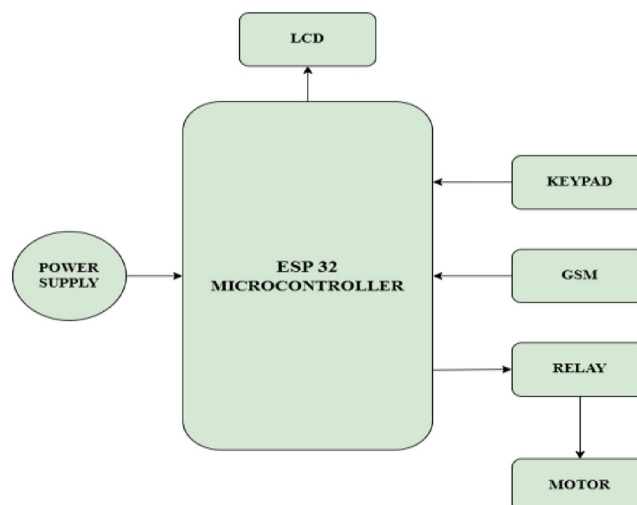 LCD
KEYPAD
POWER
SUPPLY
ESP 32
MICROCONTROLLER
GSM
RELAY
MOTOR